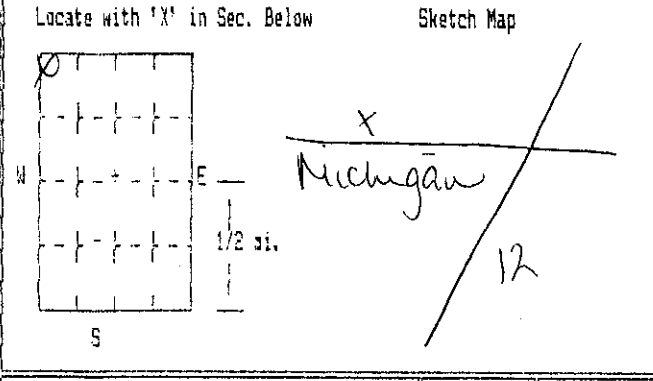 Locate with 'X' in Sec. Below
Sketch Map
X
X
W
E
Michigan
1/2 mi.
12
S